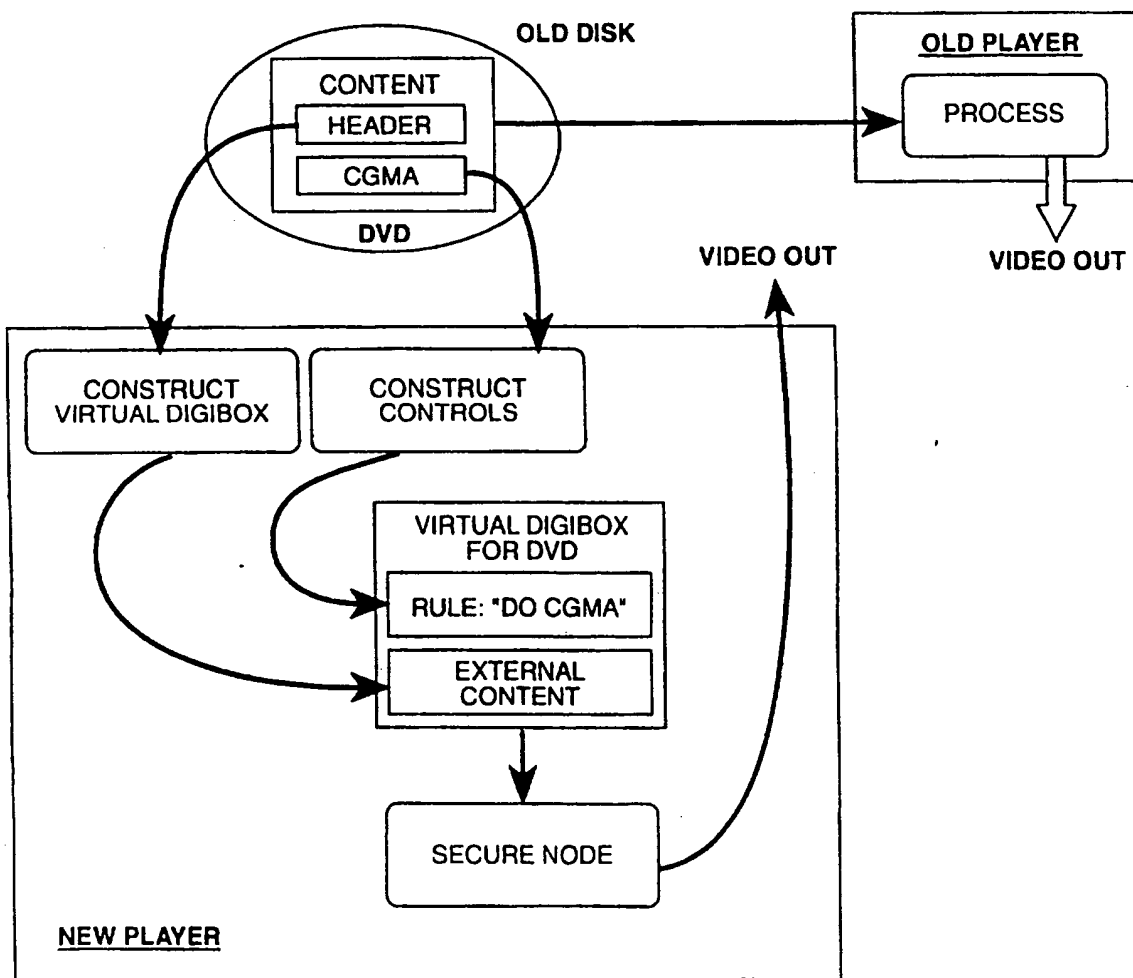 OLD DISK
CONTENT
HEADER
CGMA
DVD
OLD PLAYER
PROCESS
VIDEO OUT
VIDEO OUT
CONSTRUCT
VIRTUAL DIGIBOX
CONSTRUCT
CONTROLS
VIRTUAL DIGIBOX
FOR DVD
RULE: "DO CGMA"
EXTERNAL
CONTENT
SECURE NODE
NEW PLAYER